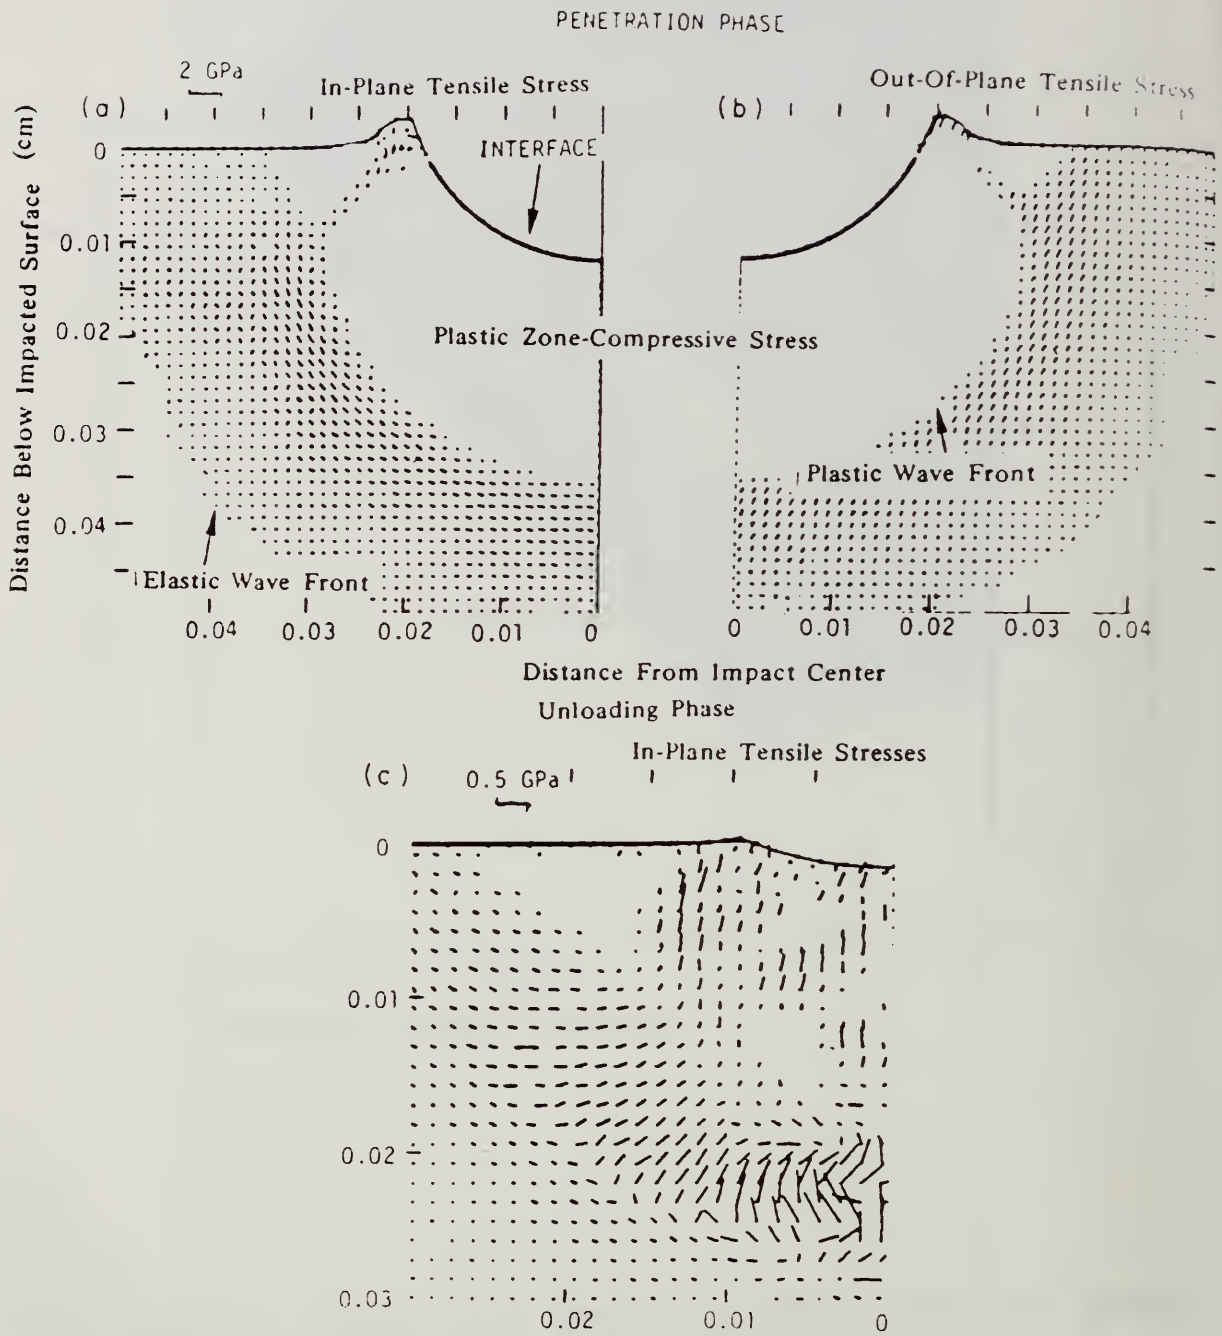 PENETRATION PHASE
2 GPa
In-Plane Tensile Stress
Out-Of-Plane Tensile Stress
(a)
(b)
Distance Below Impacted Surface (cm)
0
INTERFACE
0.01
0.02
Plastic Zone-Compressive Stress
0.03
Plastic Wave Front
0.04
Elastic Wave Front
0.04 0.03 0.02 0.01 0
0 0.01 0.02 0.03 0.04
Distance From Impact Center
Unloading Phase
In-Plane Tensile Stresses
(c)
0.5 GPa
0
0.01
0.02
0.03
0.02 0.01 0